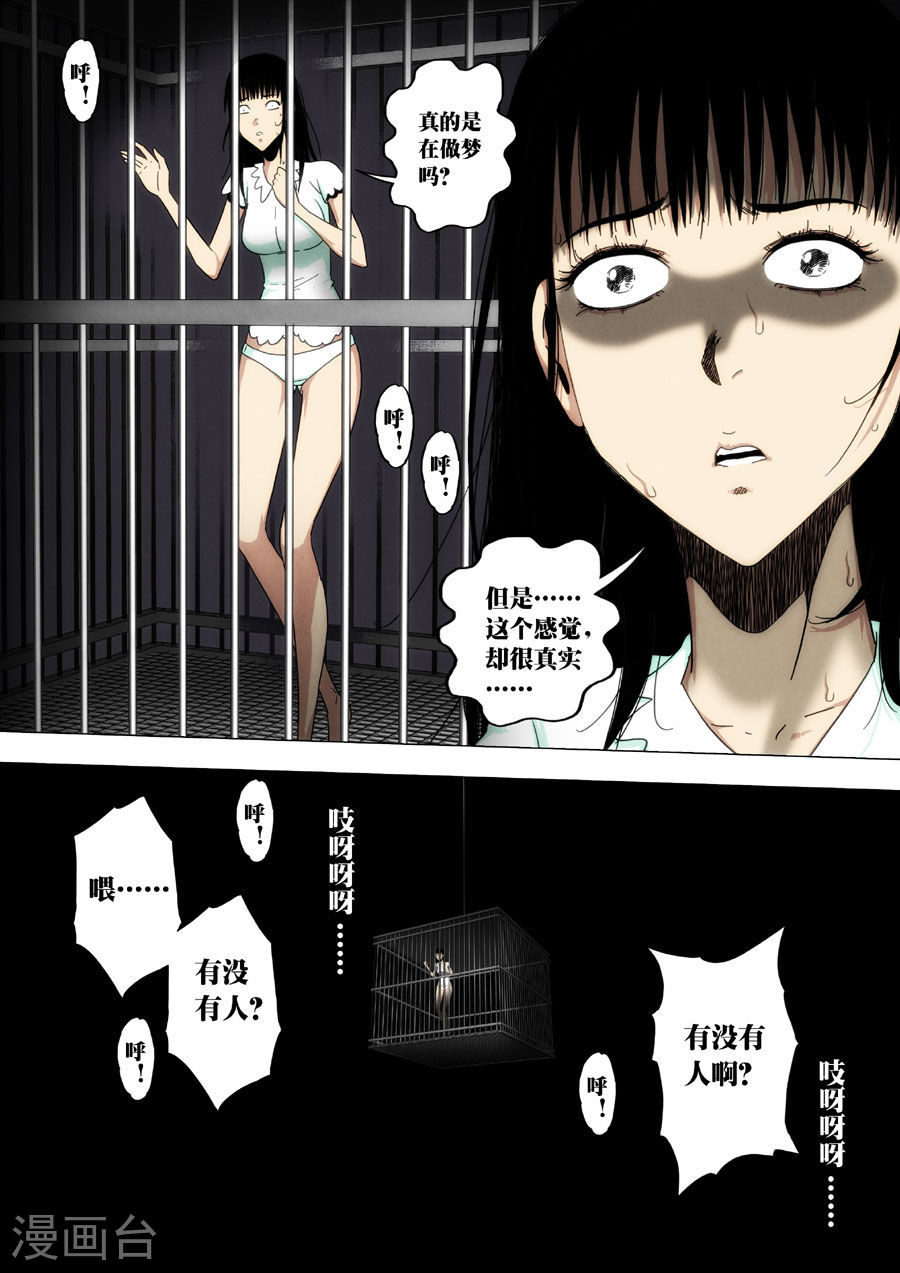 呼！
真的是
在做梦
吗？
呼！
呼！
但是……
这个感觉，
却很真实
……
呼！
吱呀呀呀……
喂……
有没
有人？
呼！
有没有
人啊？
呼！
吱呀呀呀……
漫画台